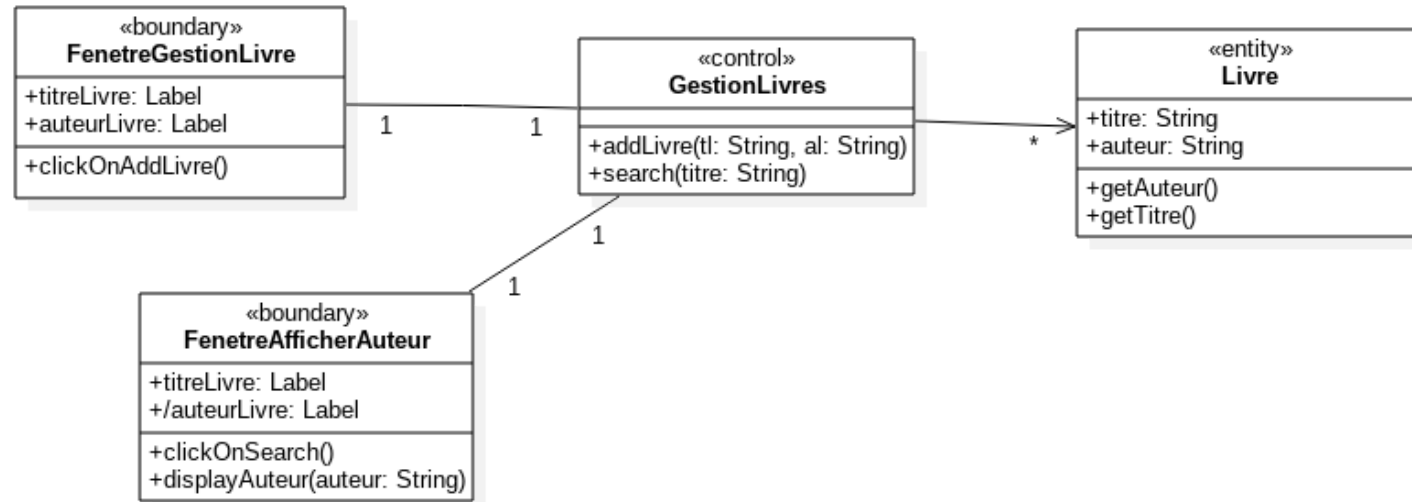 «boundary»
FenetreGestionLivre
+titreLivre: Label
+auteurLivre: Label
+clickOnAddLivre()
1
1
«control»
GestionLivres
+addLivre(tl: String, al: String)
+search(titre: String)
*
«entity»
Livre
+titre: String
+auteur: String
+getAuteur()
+getTitre()
1
1
«boundary»
FenetreAfficherAuteur
+titreLivre: Label
+/auteurLivre: Label
+clickOnSearch()
+displayAuteur(auteur: String)